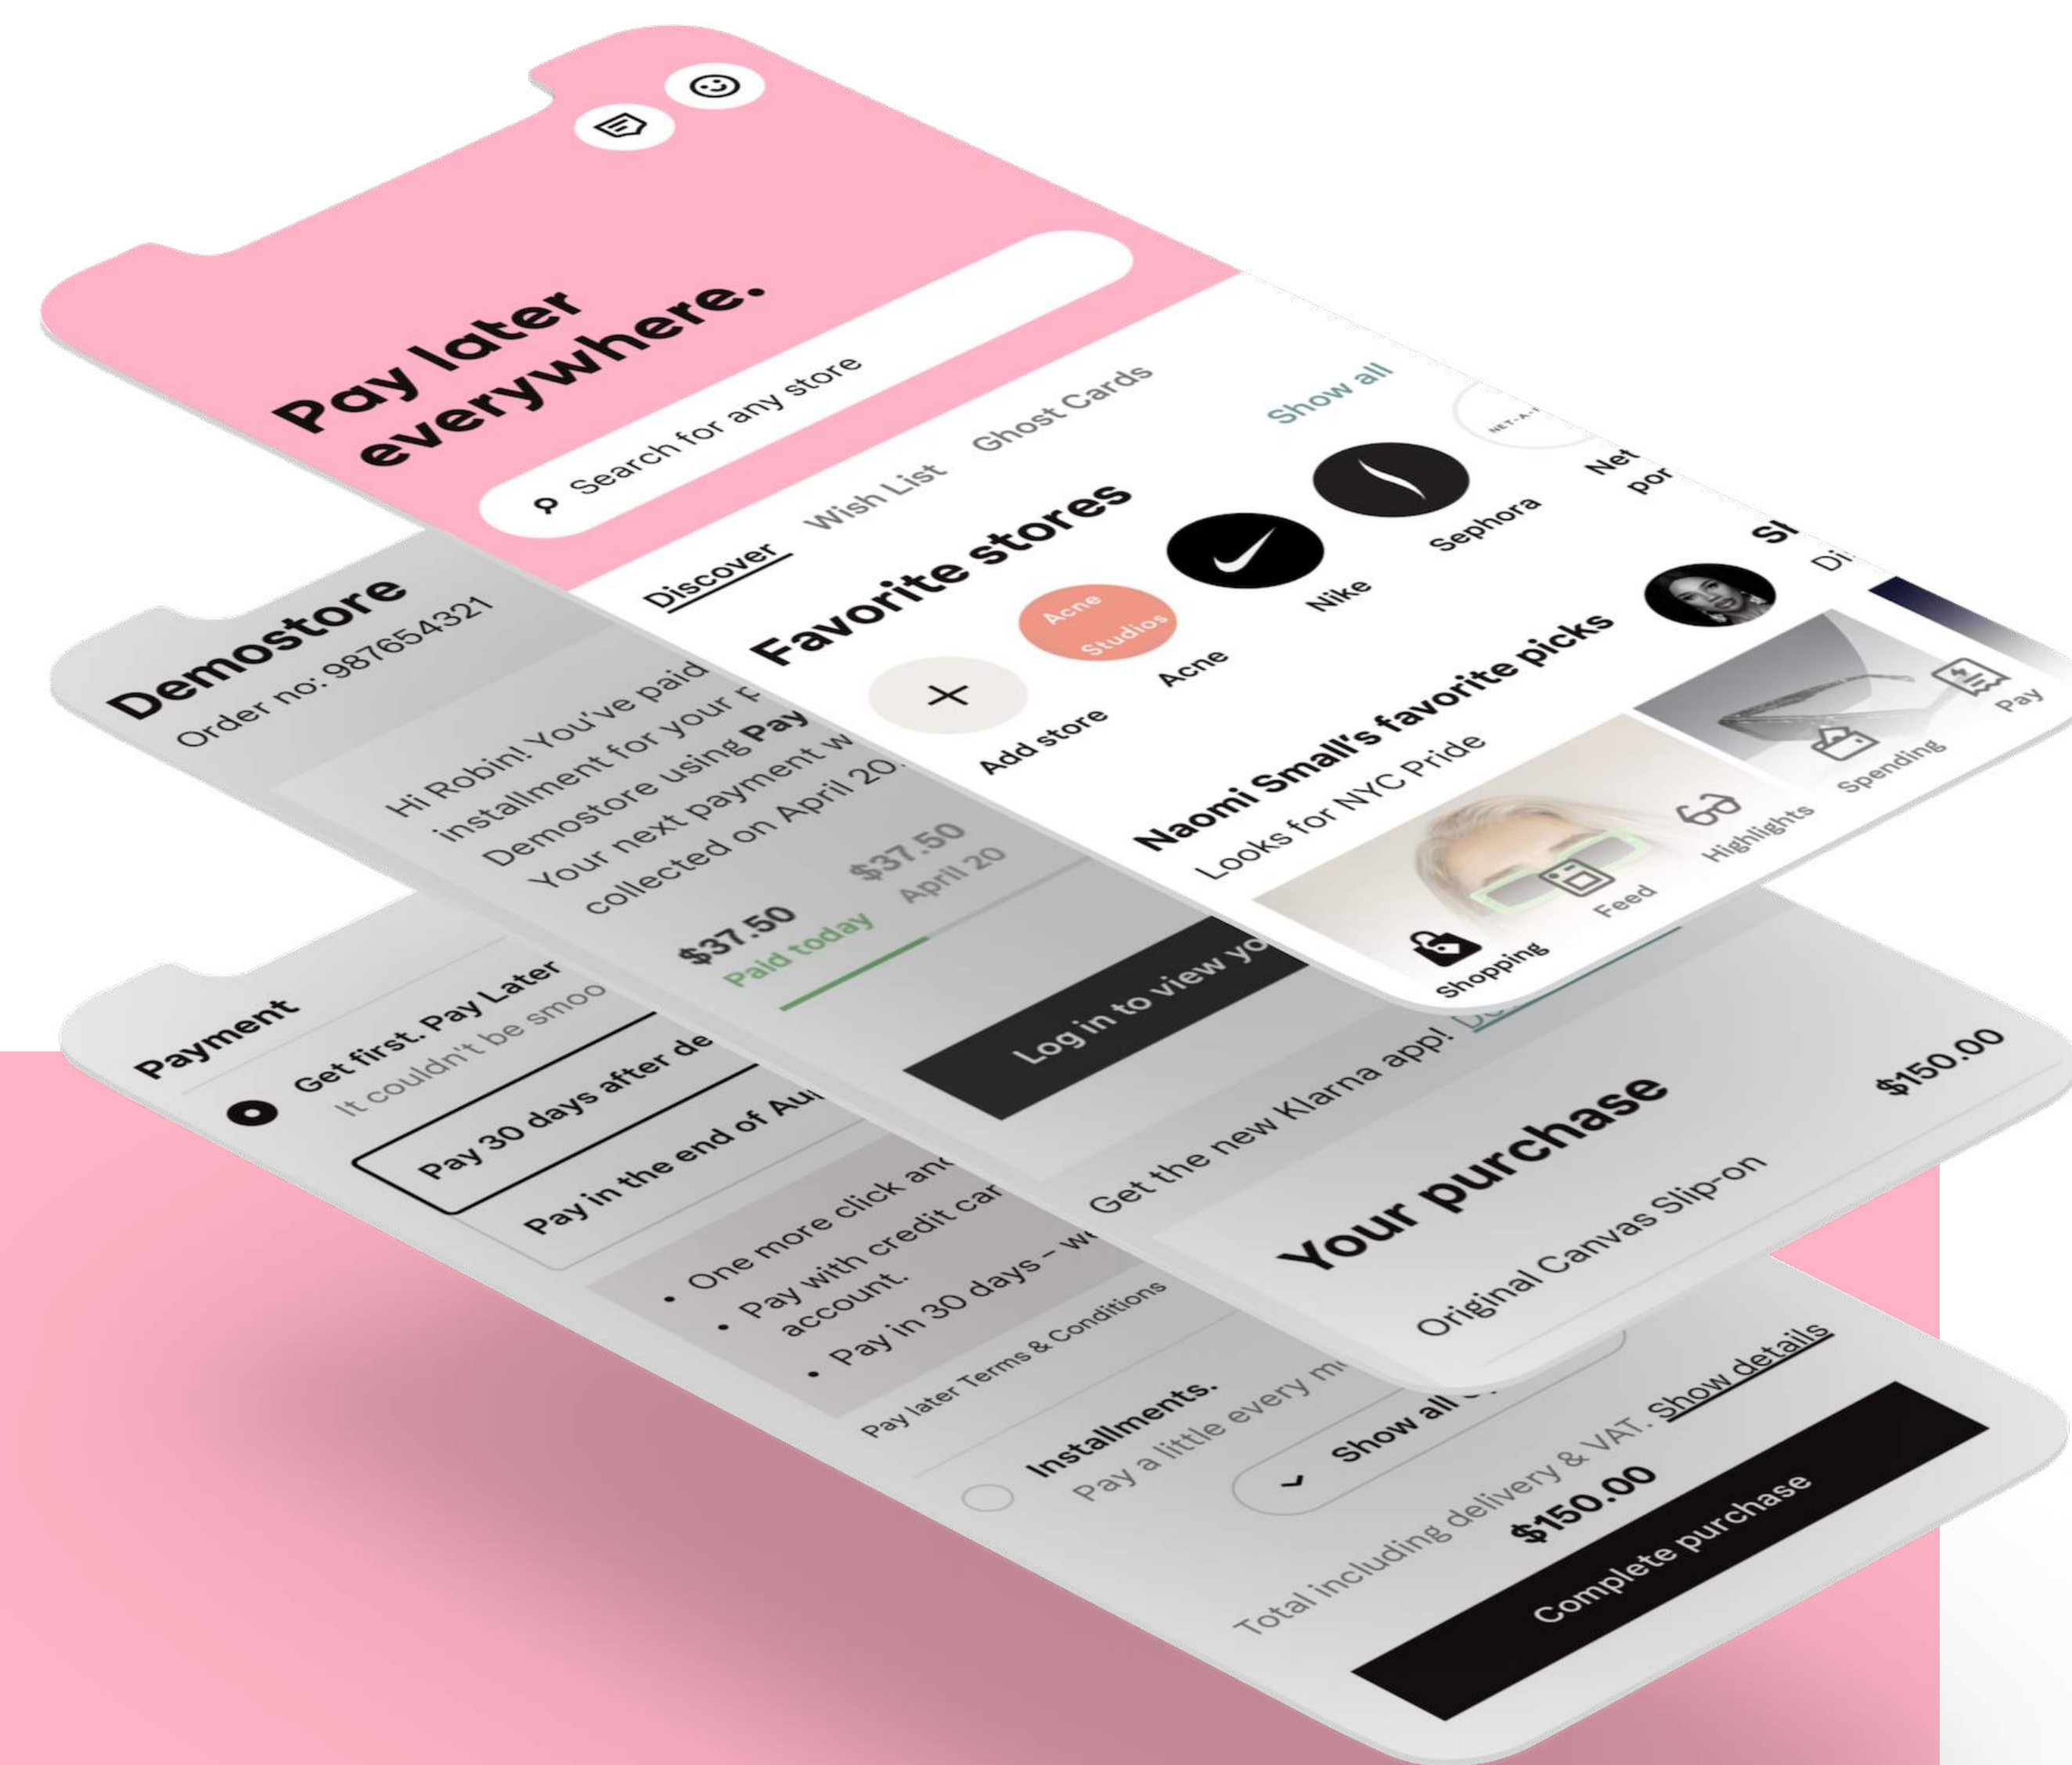 Pay later
everywhere.
Search for any store
Discover
Wish List
Ghost Cards
Favorite stores
Show all
Add store
Acne
Studios
Acne
Nike
Sephora
NET-A-
Net
por
Naomi Small's favorite picks
Looks for NYC Pride
Shopping
Feed
Highlights
Spending
Pay
Demostore
Order no: 987654321
Hi Robin! You've paid
installment for your
Demostore using Pay
Your next payment
collected on April 20.
$37.50
Paid today
$37.50
April 20
Log in to view
Get the new Klarna app!
Your purchase
Original Canvas Slip-on
$150.00
Payment
Get first. Pay Later
It couldn't be
Pay 30 days after
Pay in the end of
• One more click
• Pay with credit
account.
• Pay in 30 days –
Pay later Terms & Conditions
Installments.
Pay a little every
Show all
Total including delivery & VAT. Show details
$150.00
Complete purchase